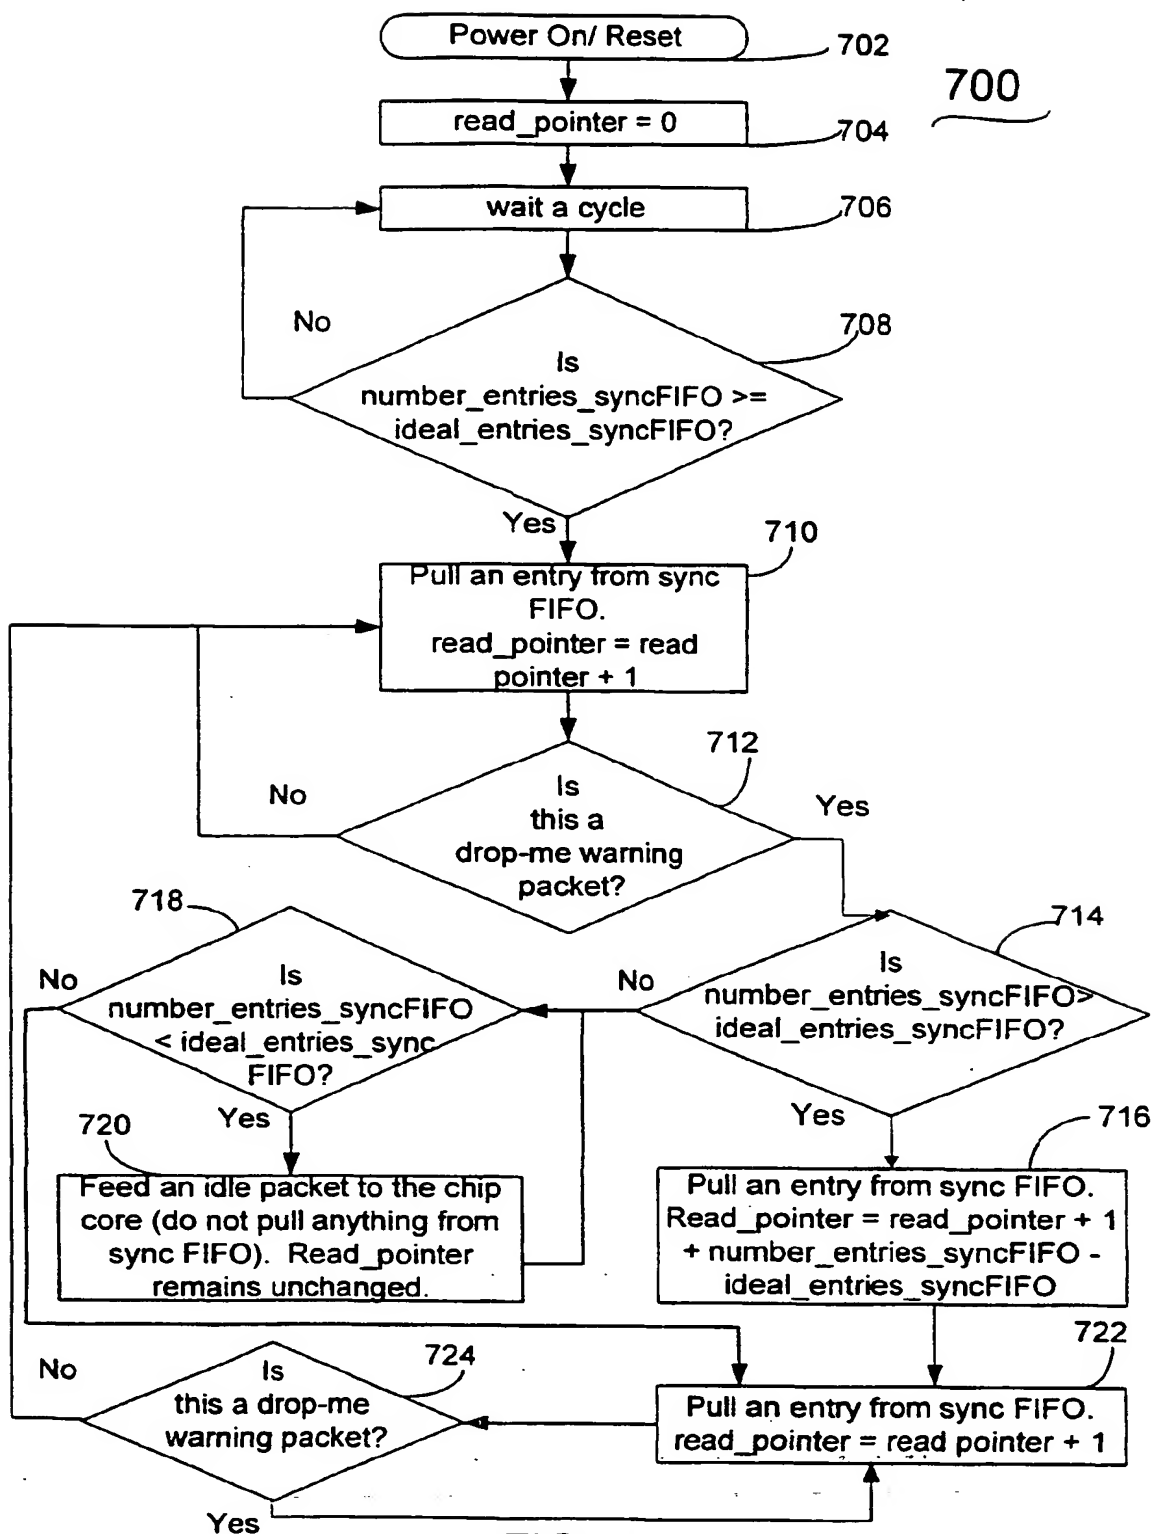 Power On/ Reset
702
700
read_pointer = 0
704
wait a cycle
706
No
708
Is
number_entries_syncFIFO >=
ideal_entries_syncFIFO?
Yes
710
Pull an entry from sync
FIFO.
read_pointer = read
pointer + 1
712
No
Is
this a
drop-me warning
packet?
Yes
718
714
No
Is
number_entries_syncFIFO
< ideal_entries_sync
FIFO?
No
Is
number_entries_syncFIFO>
ideal_entries_syncFIFO?
Yes
Yes
720
716
Feed an idle packet to the chip
core (do not pull anything from
sync FIFO). Read_pointer
remains unchanged.
Pull an entry from sync FIFO.
Read_pointer = read_pointer + 1
+ number_entries_syncFIFO -
ideal_entries_syncFIFO
722
724
No
Is
this a drop-me
warning packet?
Pull an entry from sync FIFO.
read_pointer = read pointer + 1
Yes